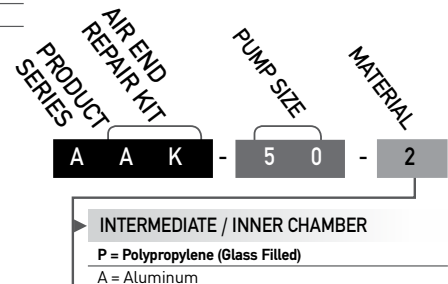 PRODUCT
SERIES
AIR END
REPAIR KIT
PUMP SIZE
MATERIAL
A A K - 5 0 - 2
INTERMEDIATE / INNER CHAMBER
P = Polypropylene (Glass Filled)
A = Aluminum